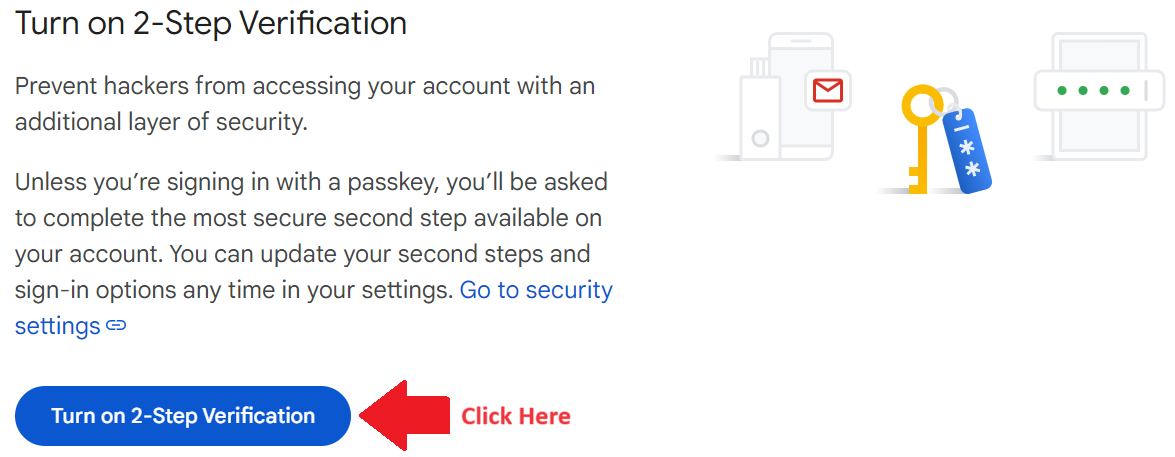 Turn on 2-Step Verification
Prevent hackers from accessing your account with an
additional layer of security.
Unless you’re signing in with a passkey, you’ll be asked
to complete the most secure second step available on
your account. You can update your second steps and
sign-in options any time in your settings. Go to security
settings
Turn on 2-Step Verification
Click Here